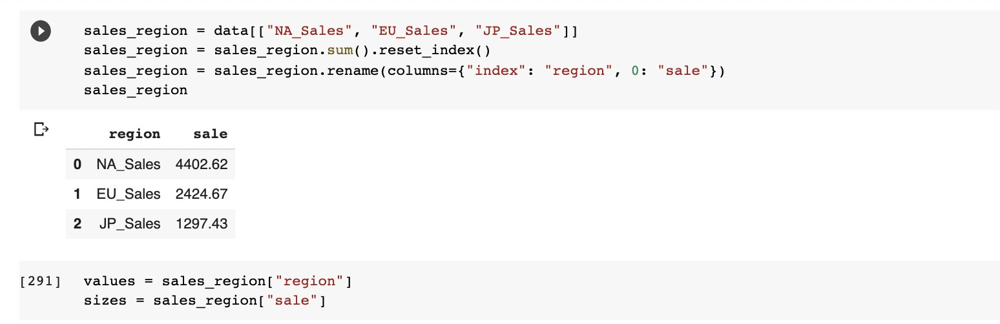 sales_region = data[["NA_Sales", "EU_Sales", "JP_Sales"]]
sales_region = sales_region.sum().reset_index()
sales_region = sales_region.rename(columns={"index": "region", 0: "sale"})
sales_region
region sale
0 NA_Sales 4402.62
1 EU_Sales 2424.67
2 JP_Sales 1297.43
[291] values = sales_region["region"]
sizes = sales_region["sale"]